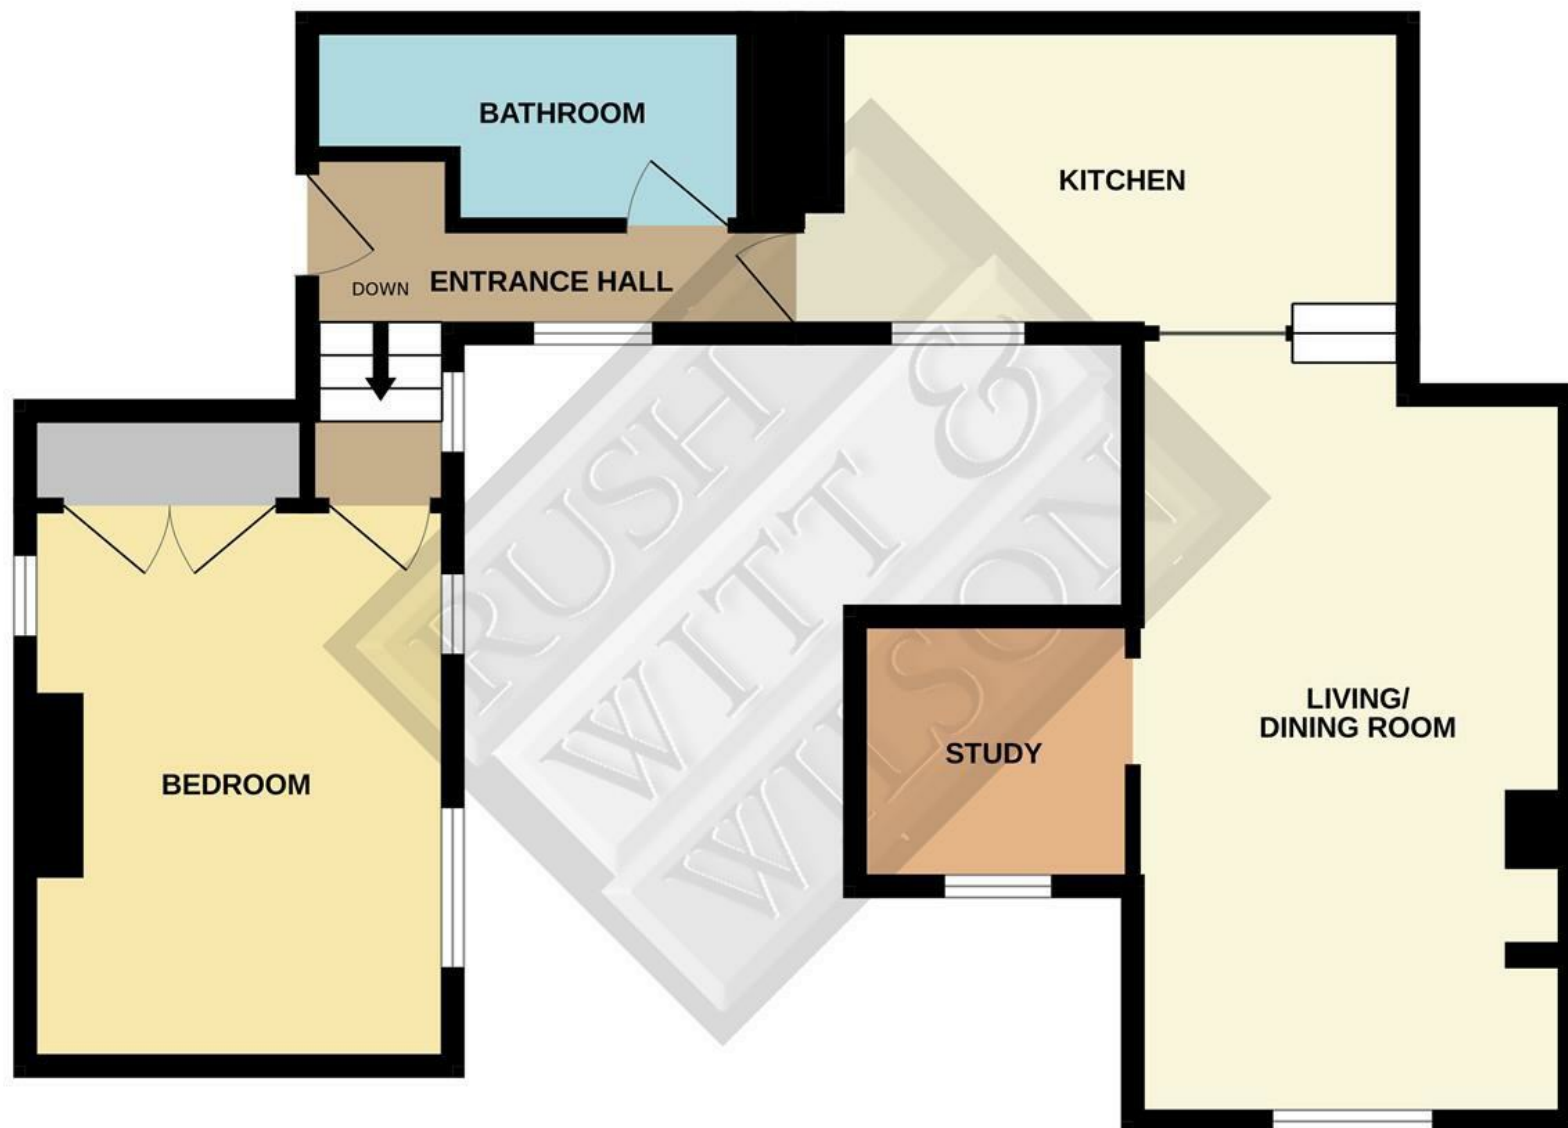 BATHROOM
KITCHEN
ENTRANCE HALL
DOWN
RUSH
WITT &
WILSON
BEDROOM
STUDY
LIVING/
DINING ROOM